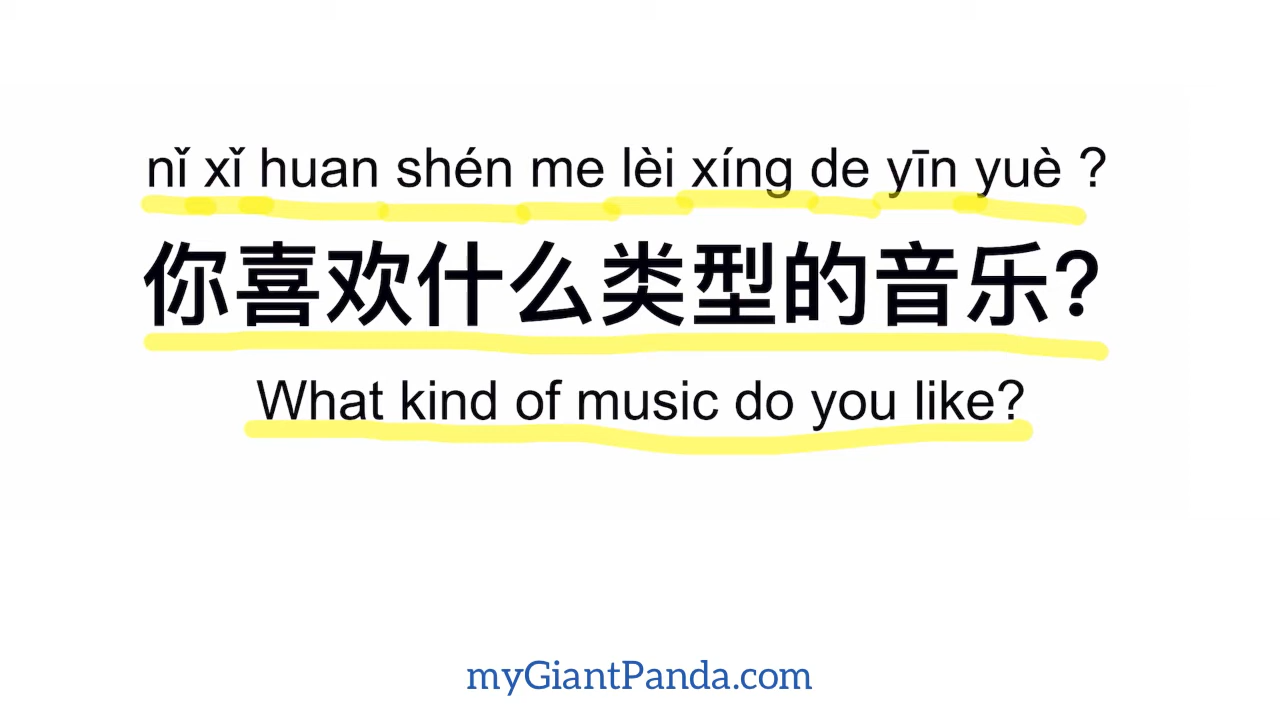 nǐ xǐ huan shén me lèi xíng de yīn yuè ?
你喜欢什么类型的音乐?
What kind of music do you like?
myGiantPanda.com